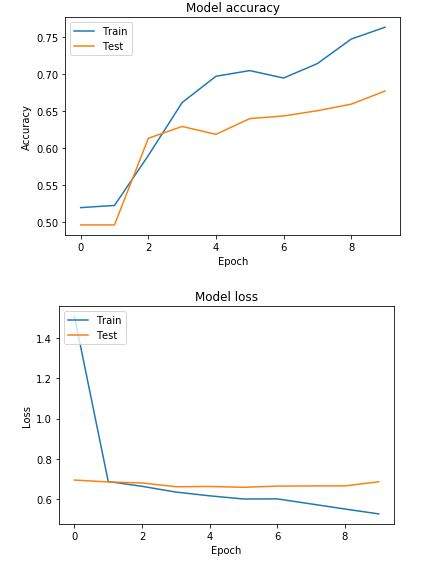 Model accuracy
Train
Test
0.75
0.70
0.65
0.60
0.55
0.50
Accuracy
0 2 4 6 8
Epoch
Model loss
Train
Test
1.4
1.2
1.0
0.8
0.6
Loss
0 2 4 6 8
Epoch